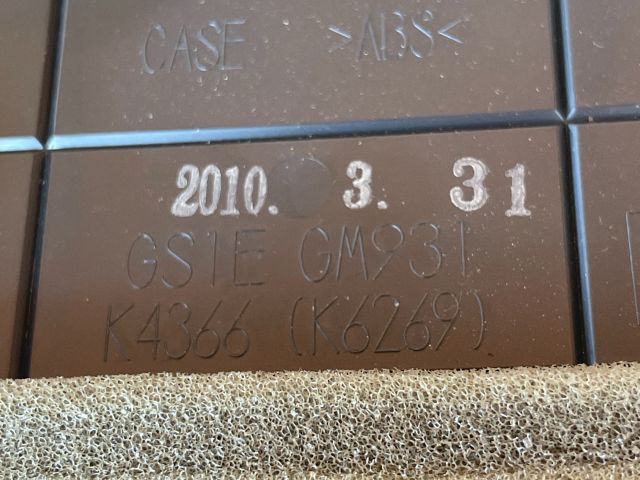 CASE >ABS<
2010. 3. 31
GS1E GM931
K4366 (K6269)